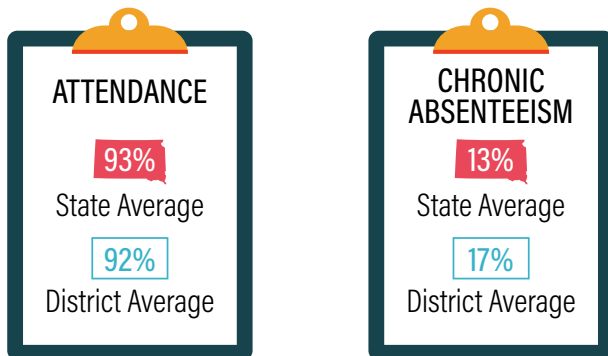 ATTENDANCE
93%
State Average
92%
District Average
CHRONIC
ABSENTEEISM
13%
State Average
17%
District Average